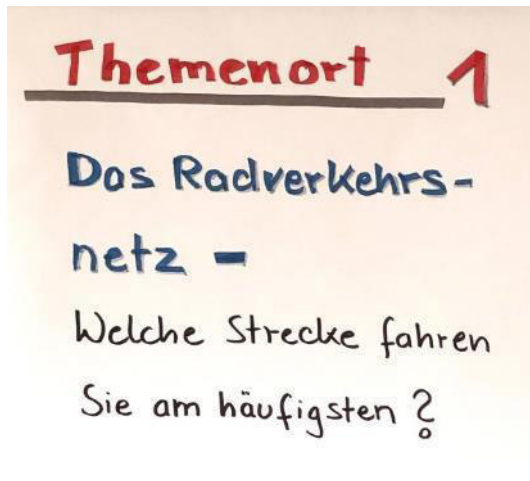 Themenort 1
Das Radverkehrs-
netz -
Welche Strecke fahren
Sie am häufigsten ?